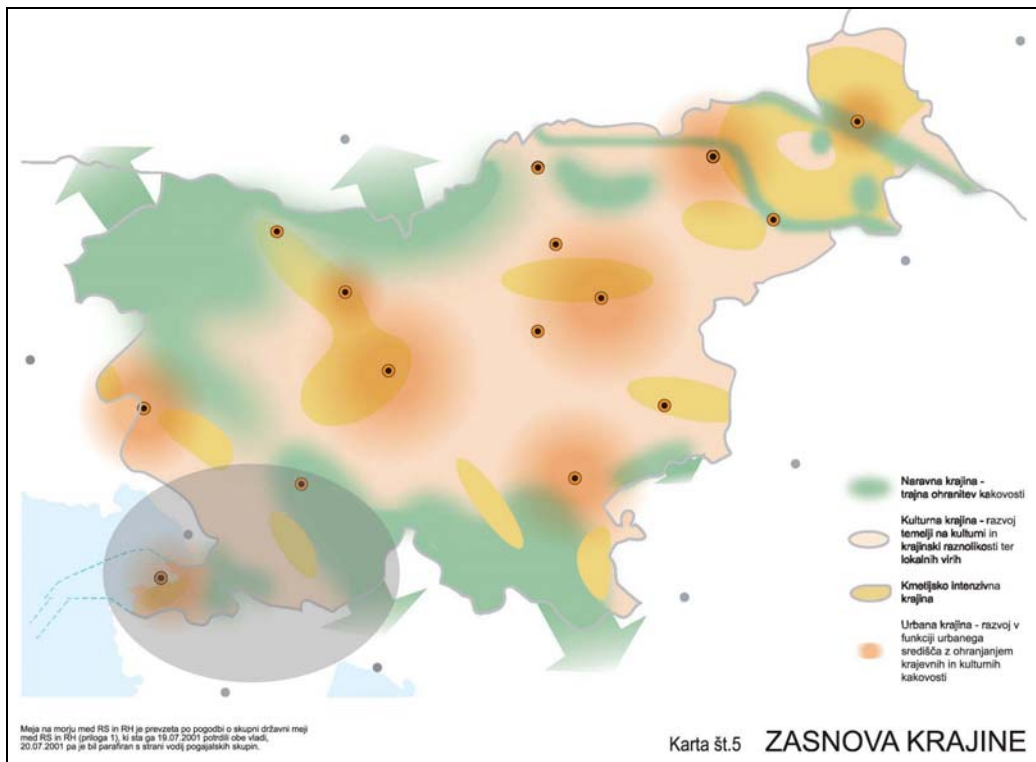 Naravna krajina -
trajna ohranitev kakovosti
Kulturna krajina - razvoj
temelji na kulturni in
krajinski raznolikosti ter
lokalnih virih
Kmetijsko intenzivna
krajina
Urbana krajina - razvoj v
funkciji urbanega
središča z ohranjanjem
krajevnih in kulturnih
kakovosti
Meja na morju med RS in RH je prevzeta po pogodbi o skupni državni meji
med RS in RH (priloga 1), ki sta ga 19.07.2001 potrdili obe vladi,
20.07.2001 pa je bil parafiran s strani vodij pogajalskih skupin.
Karta št.5 ZASNOVA KRAJINE